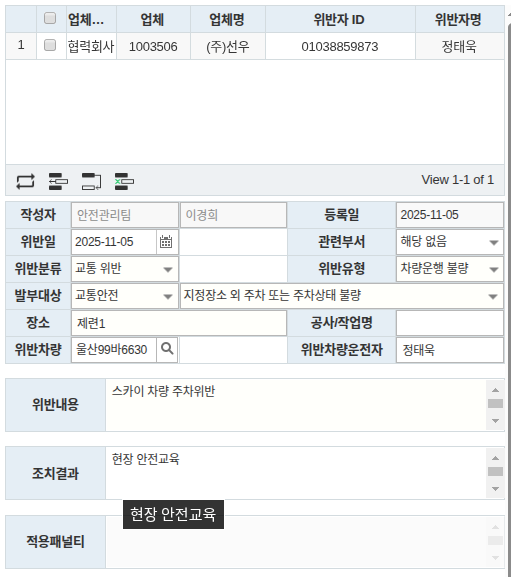 업체… 업체 업체명 위반자 ID 위반자명
1 협력회사 1003506 (주)선우 01038859873 정태욱
View 1-1 of 1
작성자 안전관리팀 이경희 등록일 2025-11-05
위반일 2025-11-05 관련부서 해당 없음
위반분류 교통 위반 위반유형 차량운행 불량
발부대상 교통안전 지정장소 외 주차 또는 주차상태 불량
장소 제련1 공사/작업명
위반차량 울산99바6630 위반차량운전자 정태욱
위반내용 스카이 차량 주차위반
조치결과 현장 안전교육
현장 안전교육
적용패널티